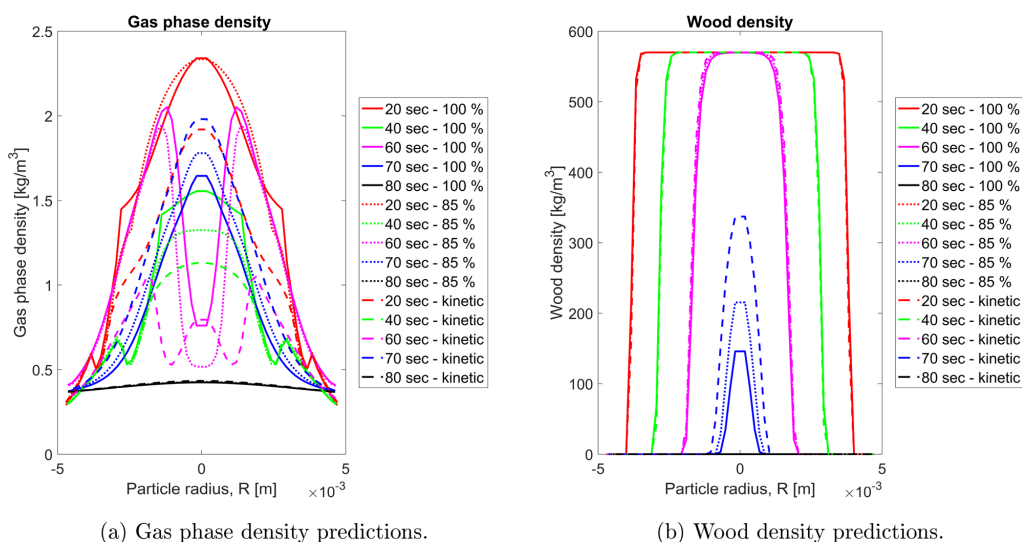 Gas phase density
2.5
2
1.5
1
0.5
0
Gas phase density [kg/m³]
-5
0
5
×10⁻³
Particle radius, R [m]
20 sec - 100 %
40 sec - 100 %
60 sec - 100 %
70 sec - 100 %
80 sec - 100 %
20 sec - 85 %
40 sec - 85 %
60 sec - 85 %
70 sec - 85 %
80 sec - 85 %
20 sec - kinetic
40 sec - kinetic
60 sec - kinetic
70 sec - kinetic
80 sec - kinetic
(a) Gas phase density predictions.
Wood density
600
500
400
300
200
100
0
Wood density [kg/m³]
-5
0
5
×10⁻³
Particle radius, R [m]
20 sec - 100 %
40 sec - 100 %
60 sec - 100 %
70 sec - 100 %
80 sec - 100 %
20 sec - 85 %
40 sec - 85 %
60 sec - 85 %
70 sec - 85 %
80 sec - 85 %
20 sec - kinetic
40 sec - kinetic
60 sec - kinetic
70 sec - kinetic
80 sec - kinetic
(b) Wood density predictions.